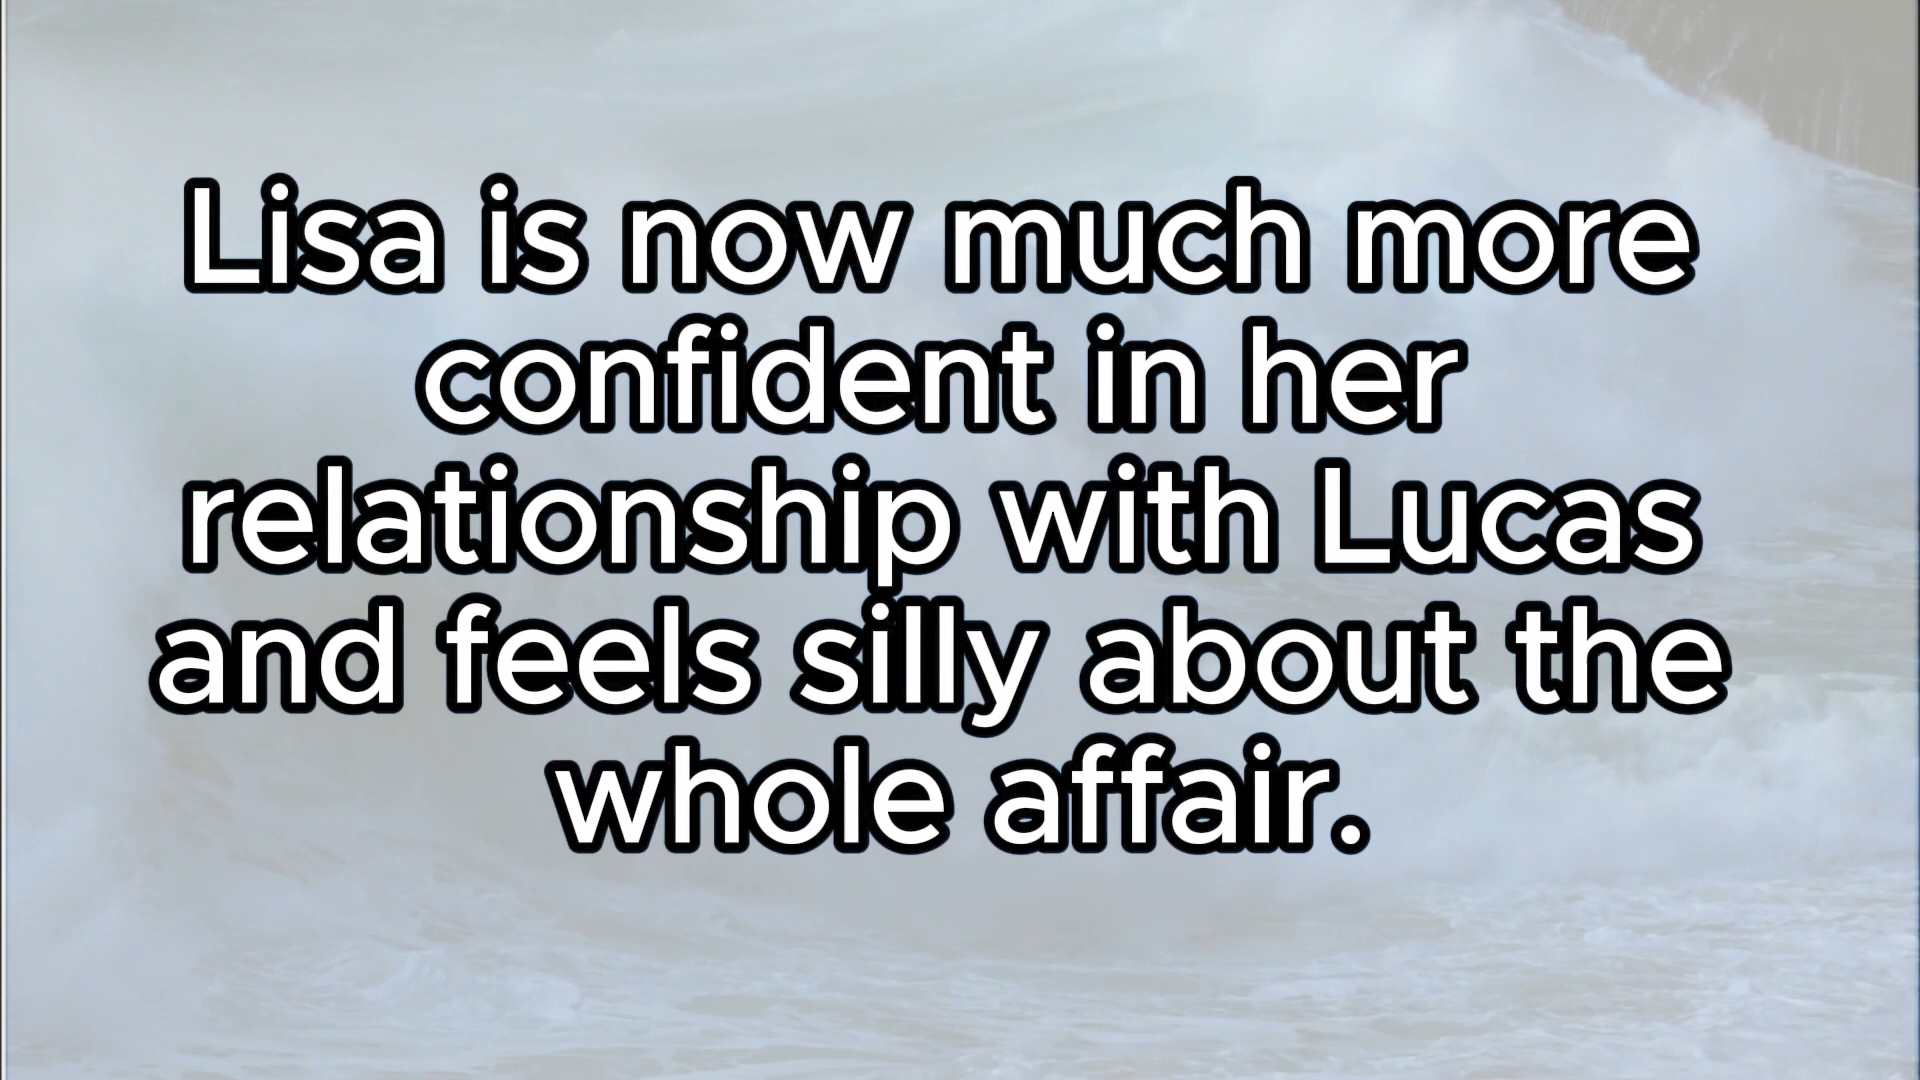 Lisa is now much more
confident in her
relationship with Lucas
and feels silly about the
whole affair.